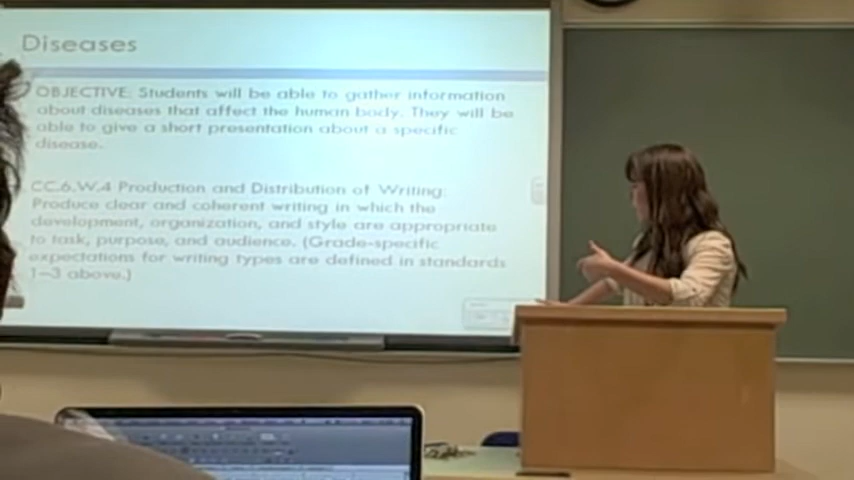 Diseases
OBJECTIVE: Students will be able to gather information
about diseases that affect the human body. They will be
able to give a short presentation about a specific
disease.
CC.6.W.4 Production and Distribution of Writing:
Produce clear and coherent writing in which the
development, organization, and style are appropriate
to task, purpose, and audience. (Grade-specific
expectations for writing types are defined in standards
1–3 above.)